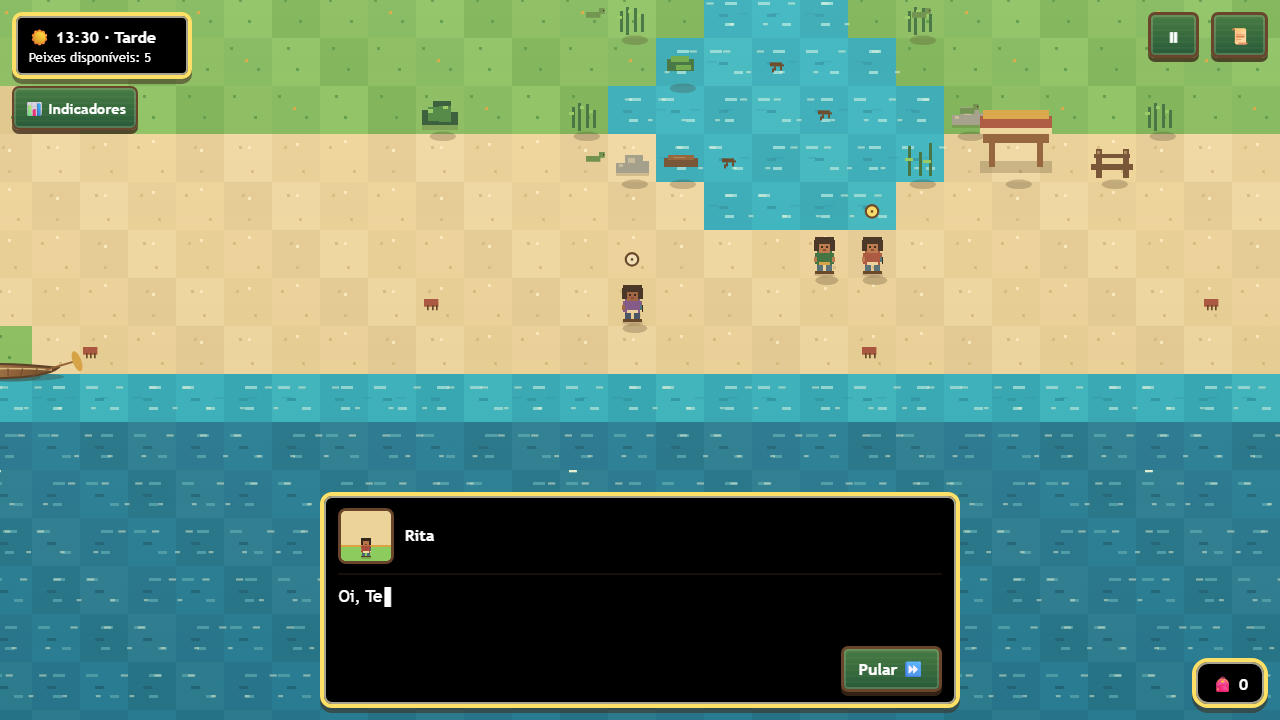 13:30 · Tarde
Peixes disponíveis: 5
Indicadores
Rita
Oi, Te
Pular
0